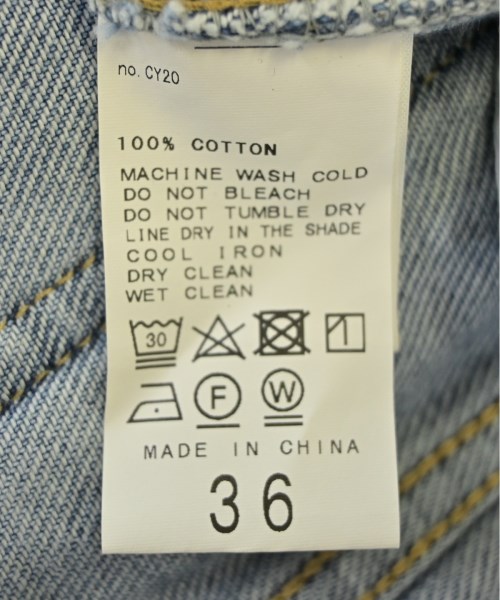 no. CY20
100% COTTON
MACHINE WASH COLD
DO NOT BLEACH
DO NOT TUMBLE DRY
LINE DRY IN THE SHADE
COOL IRON
DRY CLEAN
WET CLEAN
30
F W
MADE IN CHINA
36